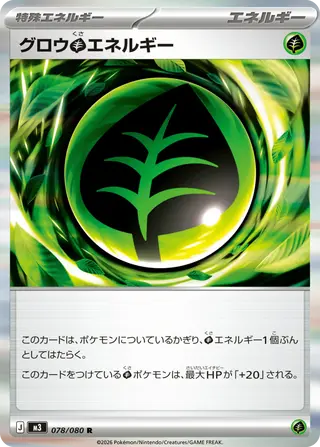 特殊エネルギー エネルギー
グロウ草エネルギー
このカードは、ポケモンについているかぎり、草エネルギー1個ぶん
としてはたらく。
このカードをつけている草ポケモンは、最大HPが「+20」される。
J M3 078/080 R
©2026 Pokémon/Nintendo/Creatures/GAME FREAK.